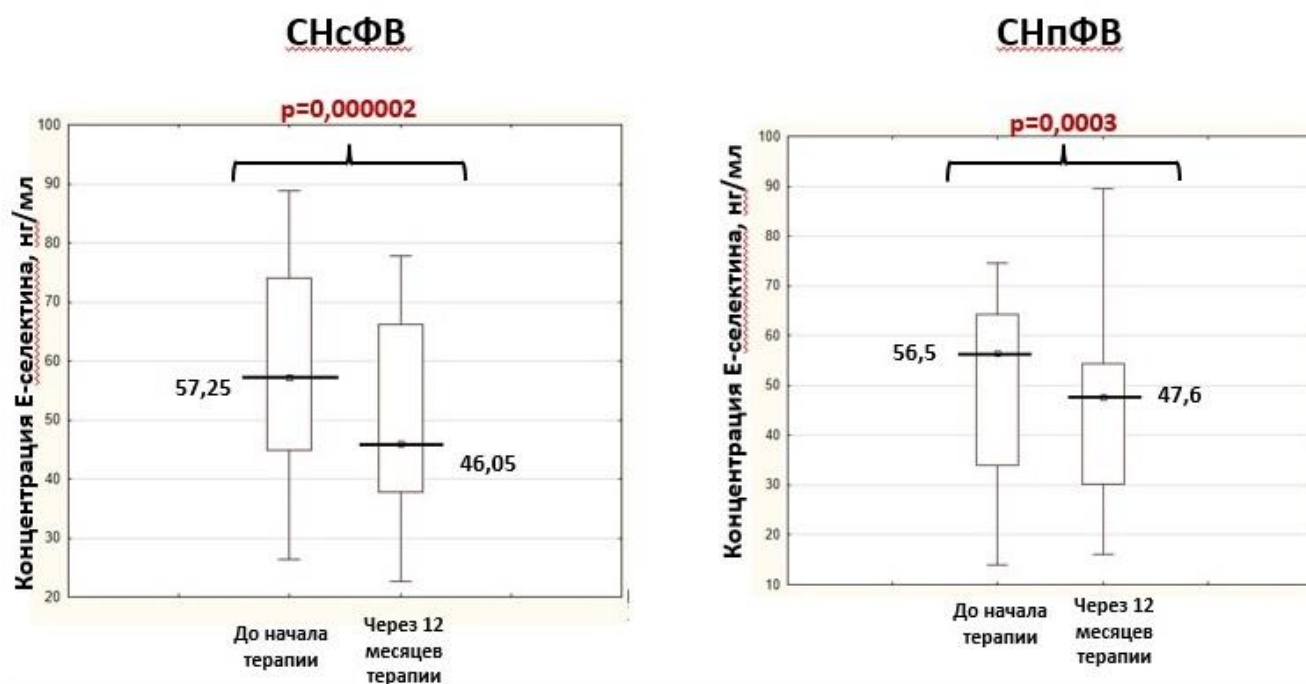 СНсФВ
p=0,000002
Концентрация Е-селектина, нг/мл
100
90
80
70
60
50
40
30
20
57,25
46,05
До начала
терапии
Через 12
месяцев
терапии
СНпФВ
p=0,0003
Концентрация Е-селектина, нг/мл
100
90
80
70
60
50
40
30
20
10
56,5
47,6
До начала
терапии
Через 12
месяцев
терапии